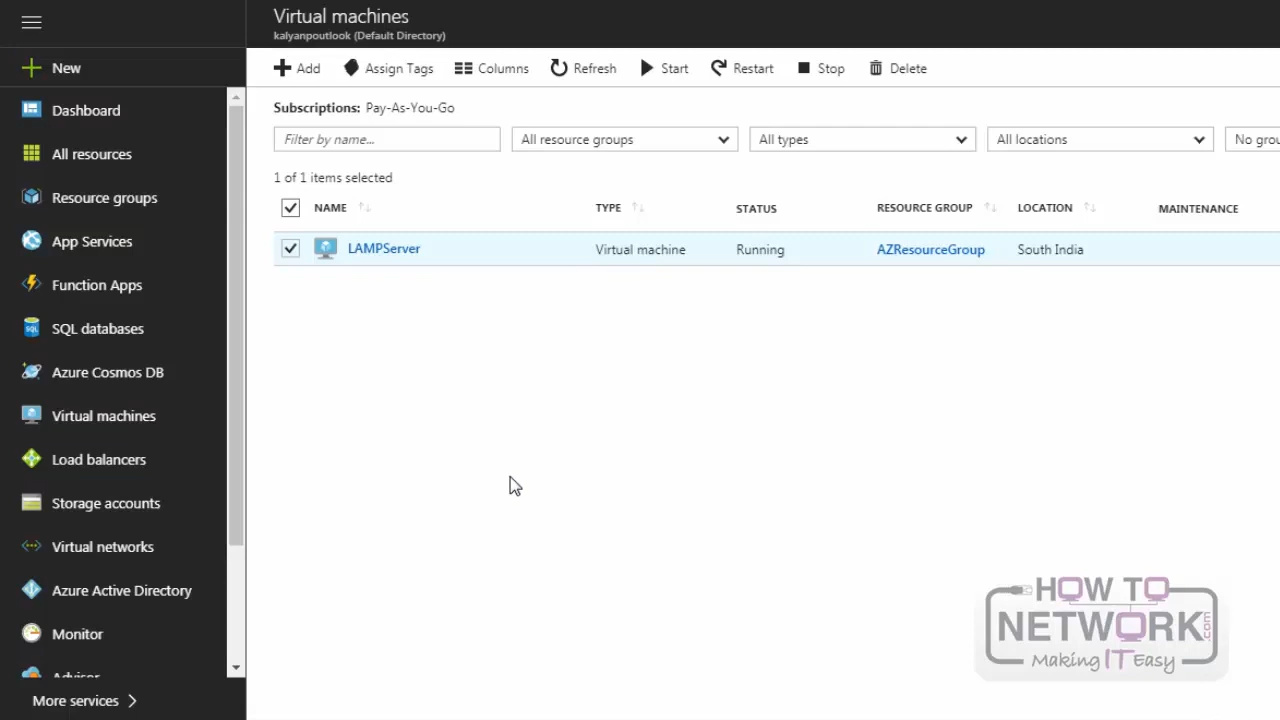 Virtual machines
kalyanpoutlook (Default Directory)
New
Add Assign Tags Columns Refresh Start Restart Stop Delete
Dashboard
All resources
Resource groups
App Services
Function Apps
SQL databases
Azure Cosmos DB
Virtual machines
Load balancers
Storage accounts
Virtual networks
Azure Active Directory
Monitor
Advisor
More services
Subscriptions: Pay-As-You-Go
Filter by name... All resource groups All types All locations No grou
1 of 1 items selected
NAME TYPE STATUS RESOURCE GROUP LOCATION MAINTENANCE
LAMPServer Virtual machine Running AZResourceGroup South India
HOW TO
NETWORK.com
Making IT Easy